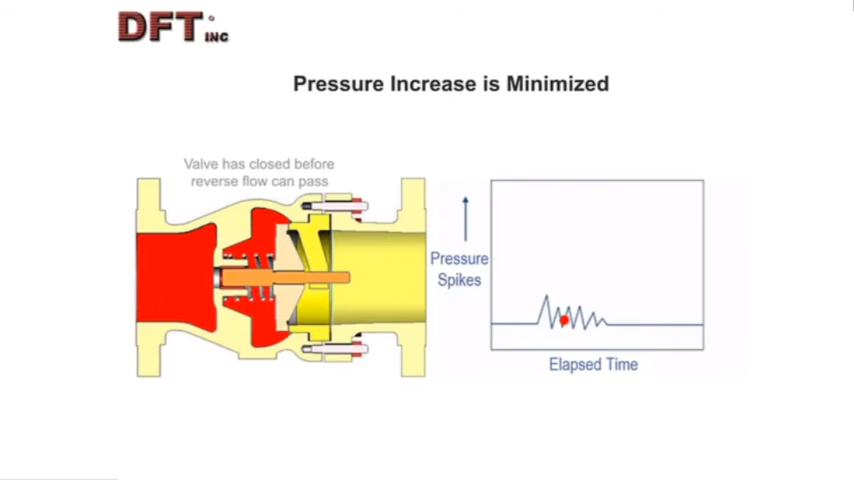 DFT INC
Pressure Increase is Minimized
Valve has closed before
reverse flow can pass
Pressure
Spikes
Elapsed Time